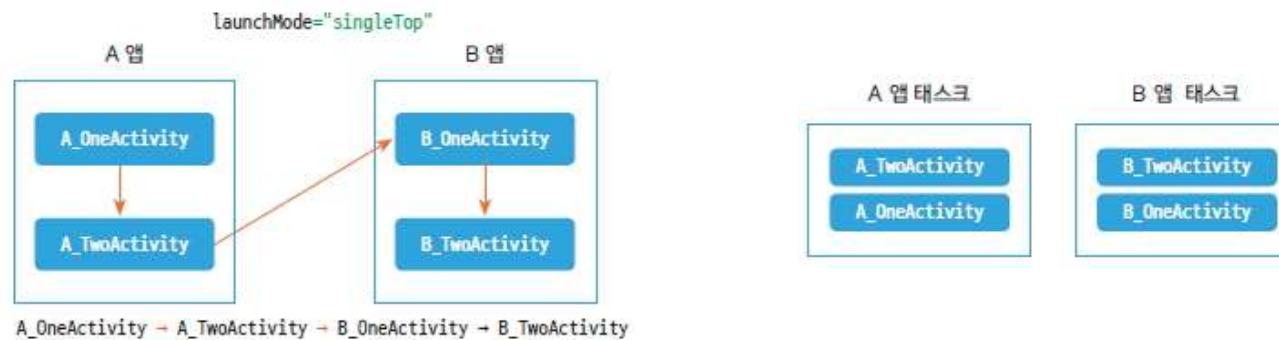 launchMode="singleTop"
A 앱
B 앱
A_OneActivity
B_OneActivity
A_TwoActivity
B_TwoActivity
A_OneActivity → A_TwoActivity → B_OneActivity → B_TwoActivity
A 앱 태스크
B 앱 태스크
A_TwoActivity
B_TwoActivity
A_OneActivity
B_OneActivity